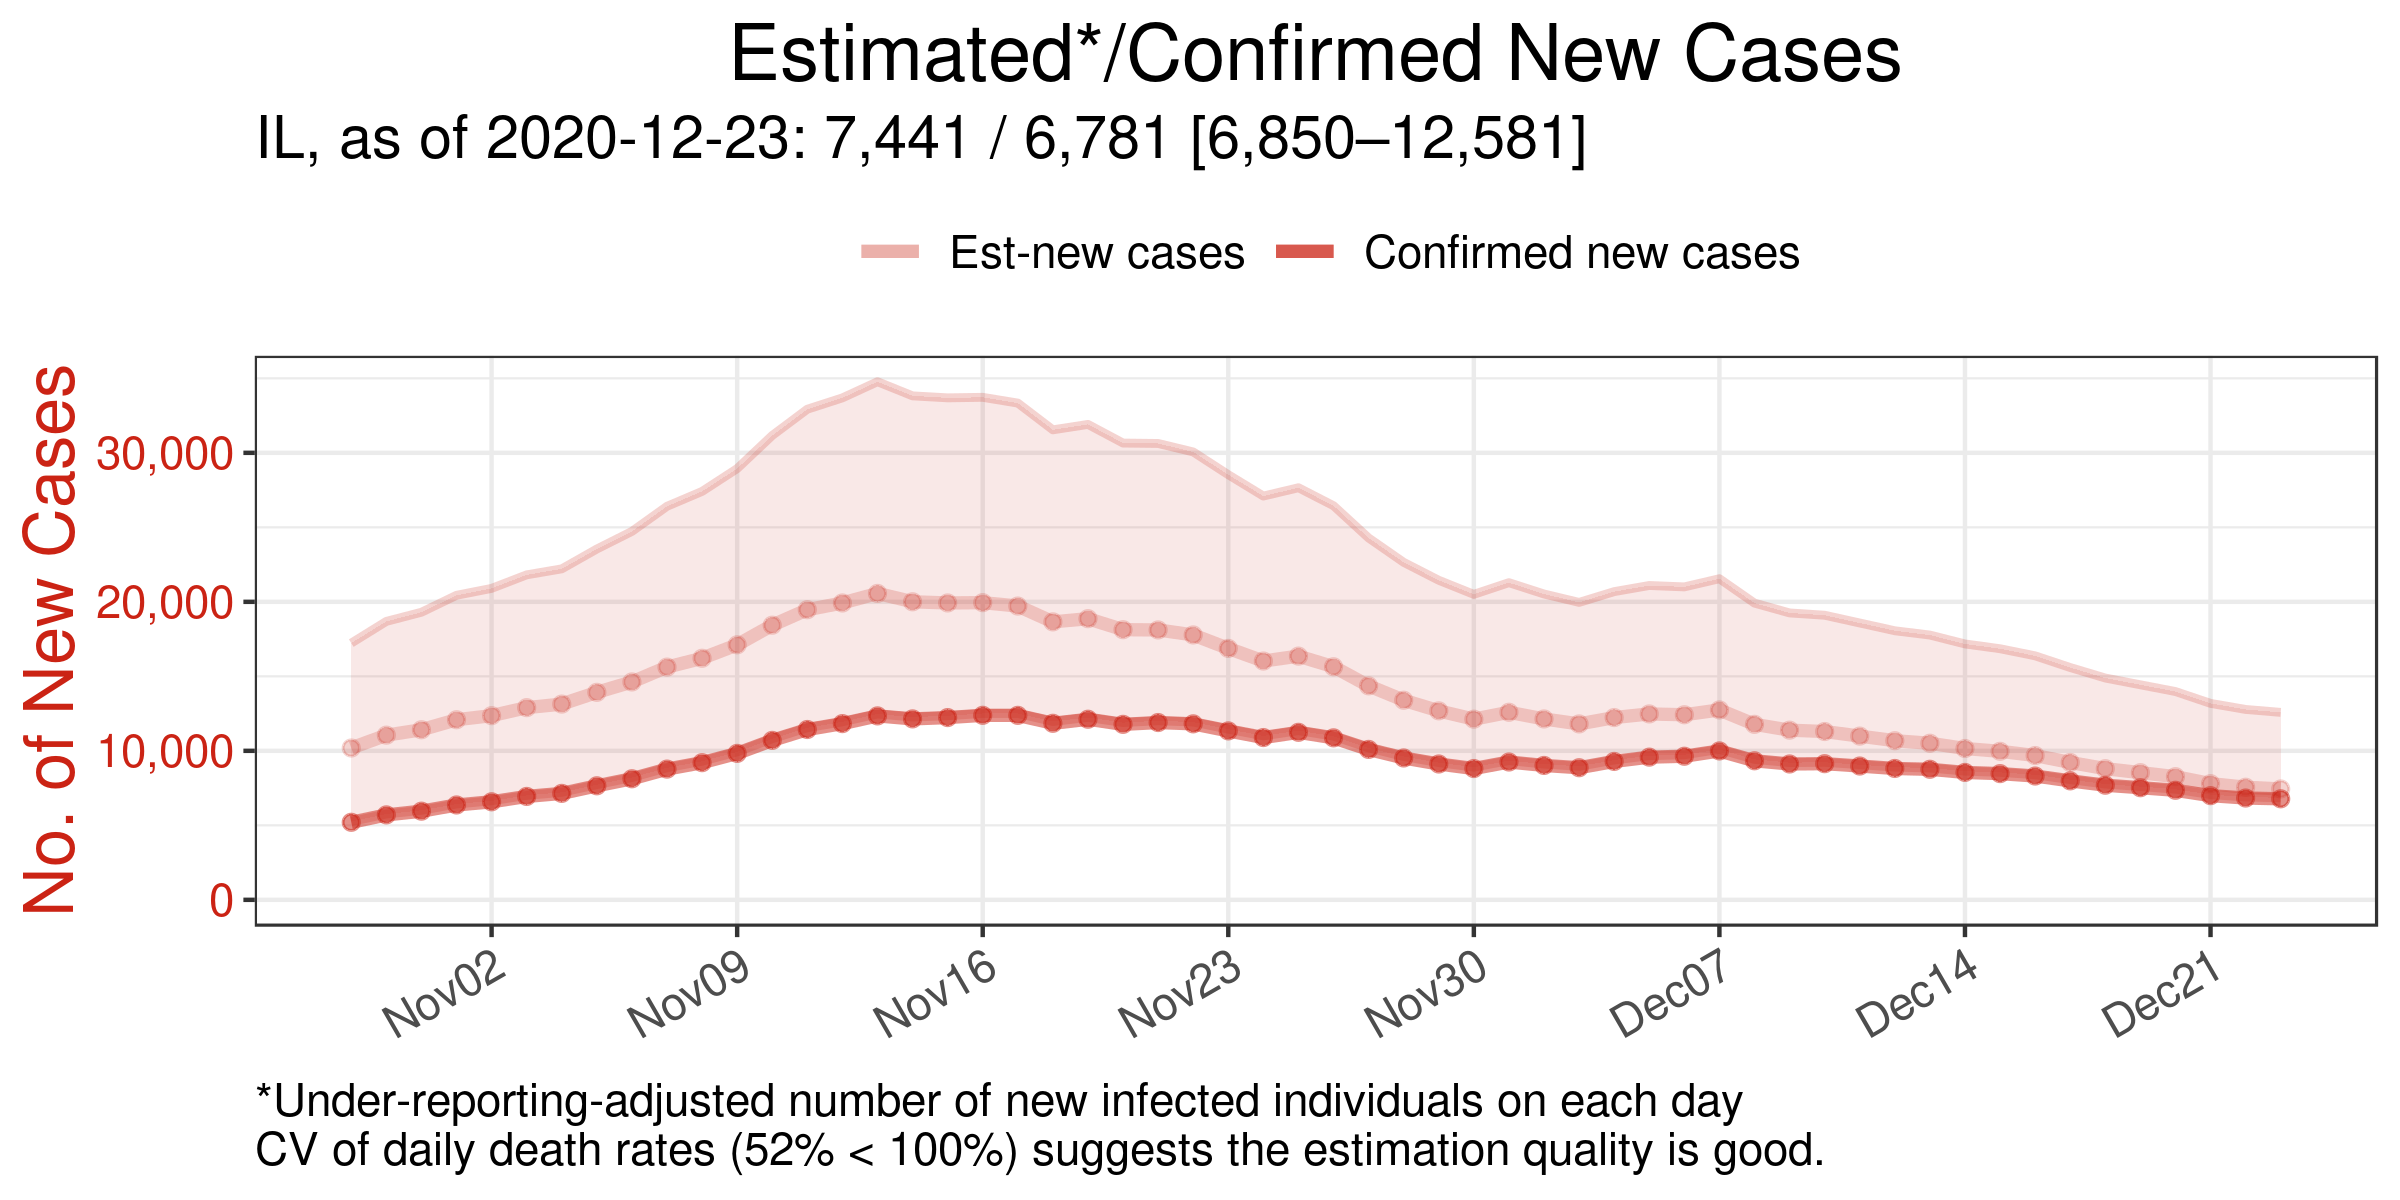 Estimated*/Confirmed New Cases
IL, as of 2020-12-23: 7,441 / 6,781 [6,850–12,581]
Est-new cases
Confirmed new cases
No. of New Cases
30,000
20,000
10,000
0
Nov02
Nov09
Nov16
Nov23
Nov30
Dec07
Dec14
Dec21
*Under-reporting-adjusted number of new infected individuals on each day
CV of daily death rates (52% < 100%) suggests the estimation quality is good.